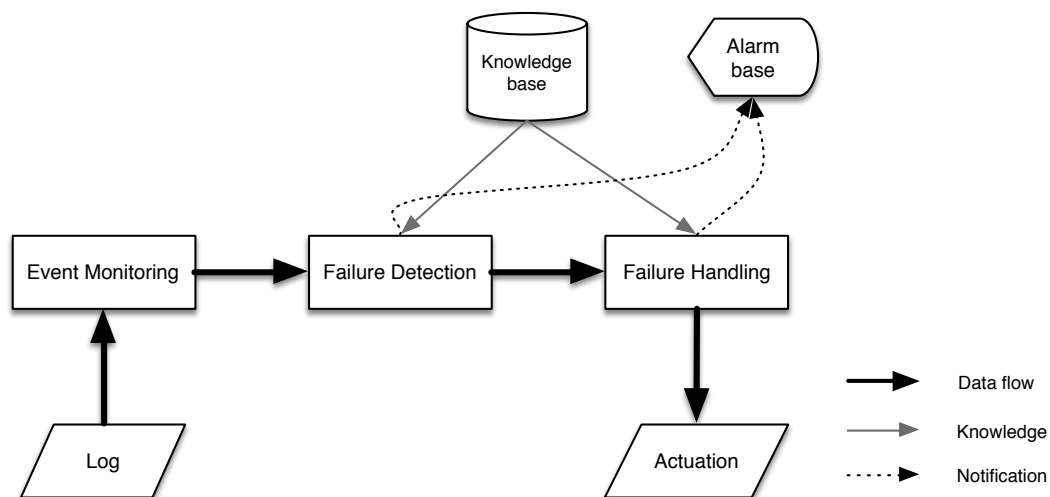 Knowledge
base
Alarm
base
Event Monitoring
Failure Detection
Failure Handling
Log
Actuation
Data flow
Knowledge
Notification